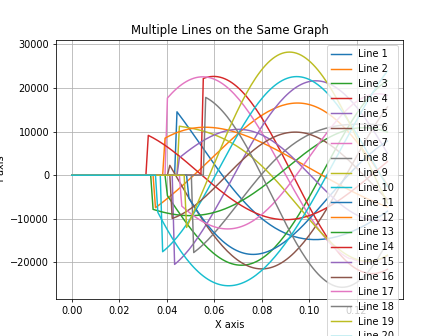 Multiple Lines on the Same Graph
30000
20000
10000
0
−10000
−20000
0.00
0.02
0.04
0.06
0.08
0.10
X axis
Line 1
Line 2
Line 3
Line 4
Line 5
Line 6
Line 7
Line 8
Line 9
Line 10
Line 11
Line 12
Line 13
Line 14
Line 15
Line 16
Line 17
Line 18
Line 19
Line 20